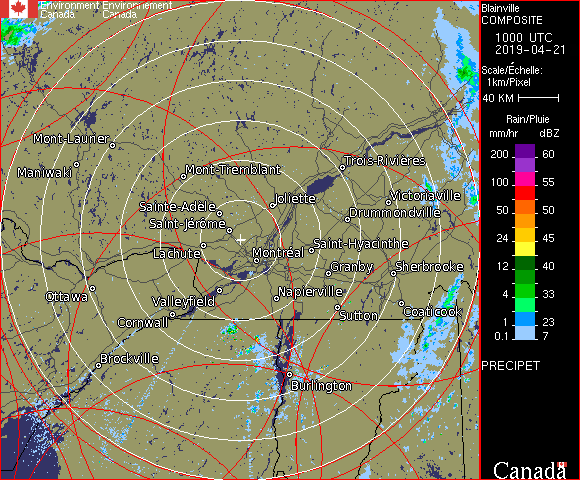 Environment Environnement
Canada Canada
Mont-Laurier
Maniwaki
Mont-Tremblant
Trois-Rivières
Joliette
Victoriaville
Sainte-Adèle
Drummondville
Saint-Jérôme
Lachute
Montréal
Saint-Hyacinthe
Granby
Sherbrooke
Ottawa
Valleyfield
Napierville
Cornwall
Sutton
Coaticook
Brockville
Burlington
Blainville
COMPOSITE
1000 UTC
2019-04-21
Scale/Échelle:
1km/Pixel
40 KM
Rain/Pluie
mm/hr dBZ
200 60
100 55
50 50
24 45
12 40
4 33
1 23
0.1 7
PRECIPET
Canada